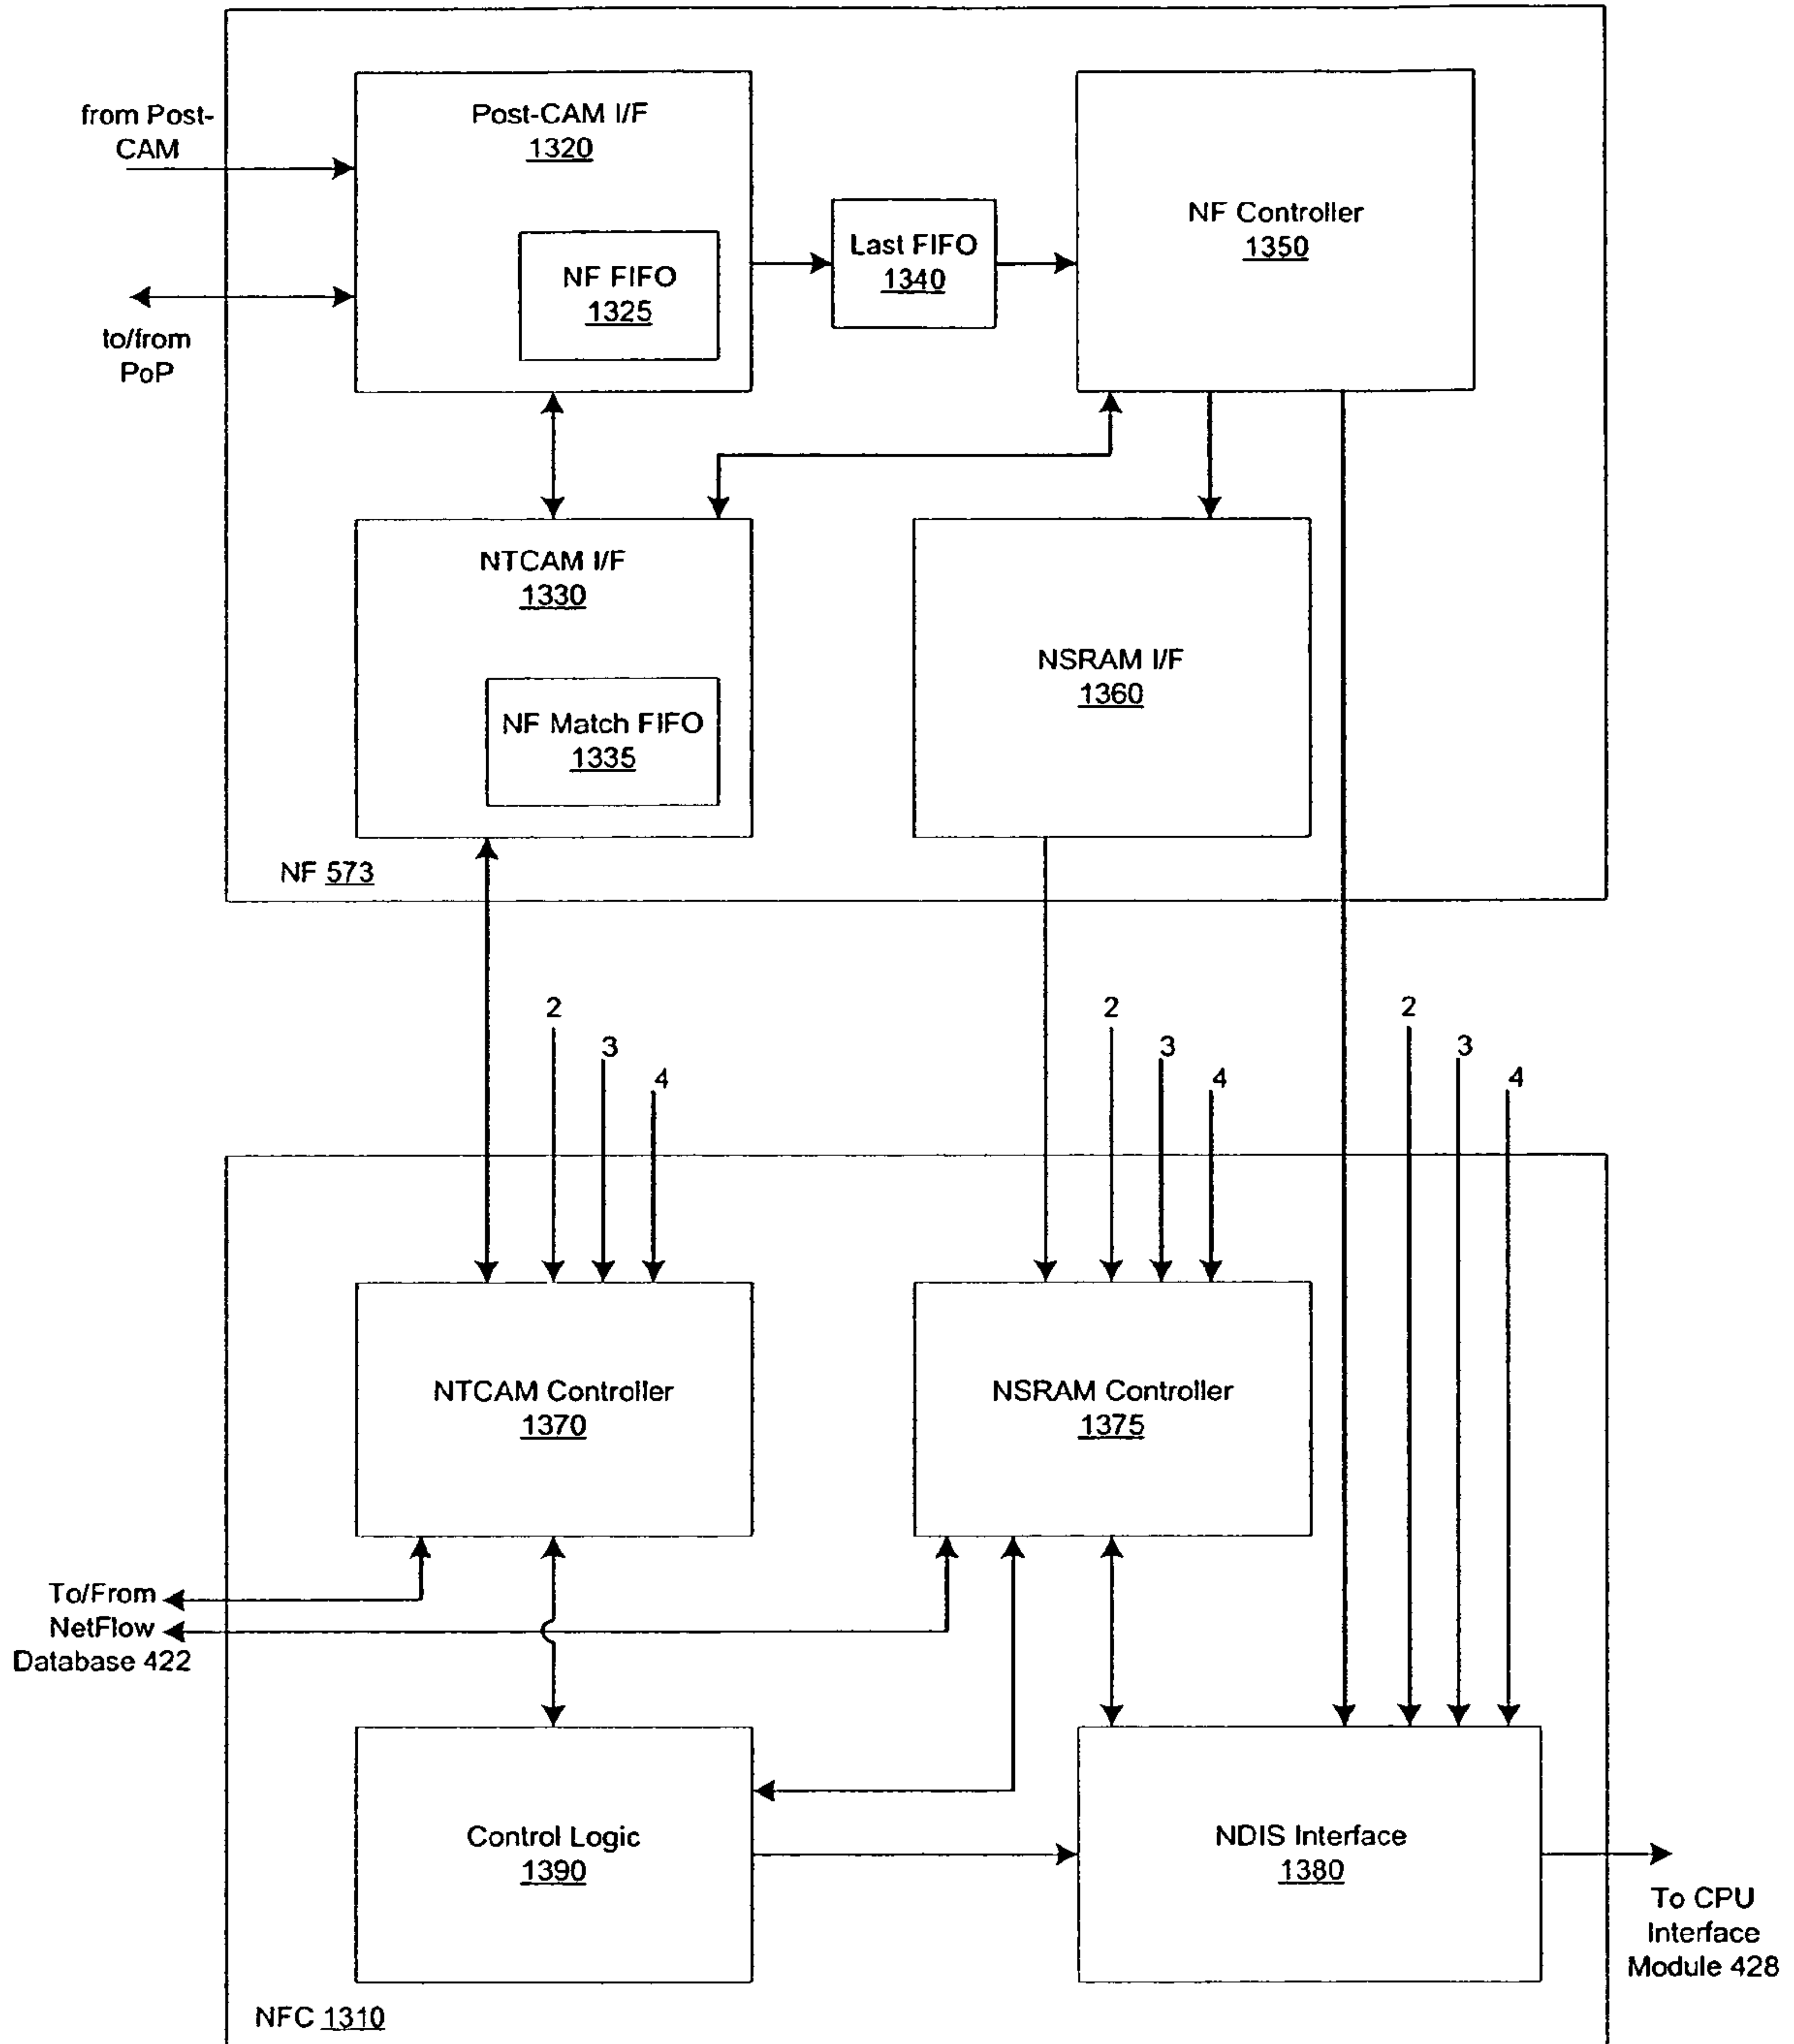 from Post-
CAM
Post-CAM I/F
1320
NF FIFO
1325
to/from
PoP
Last FIFO
1340
NF Controller
1350
NTCAM I/F
1330
NF Match FIFO
1335
NSRAM I/F
1360
NF 573
2
3
4
2
3
4
2
3
4
NTCAM Controller
1370
NSRAM Controller
1375
To/From
NetFlow
Database 422
Control Logic
1390
NDIS Interface
1380
To CPU
Interface
Module 428
NFC 1310